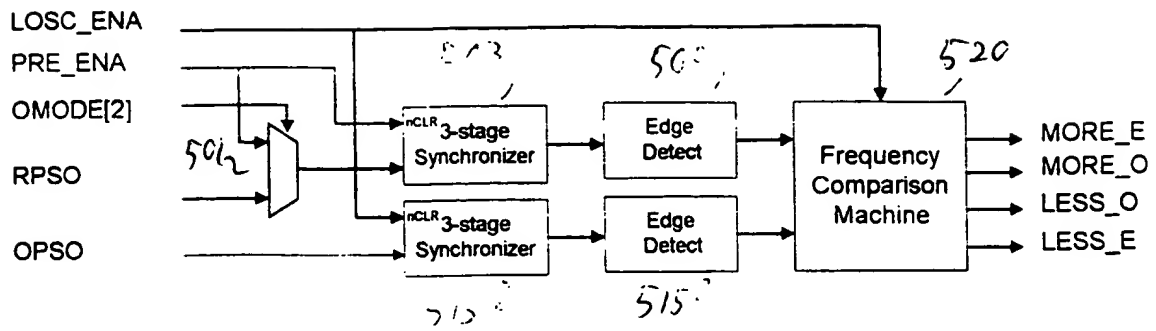 LOSC_ENA
PRE_ENA
OMODE[2]
RPSO
OPSO
501
520
nCLR 3-stage
Synchronizer
Edge
Detect
nCLR 3-stage
Synchronizer
Edge
Detect
515
Frequency
Comparison
Machine
MORE_E
MORE_O
LESS_O
LESS_E